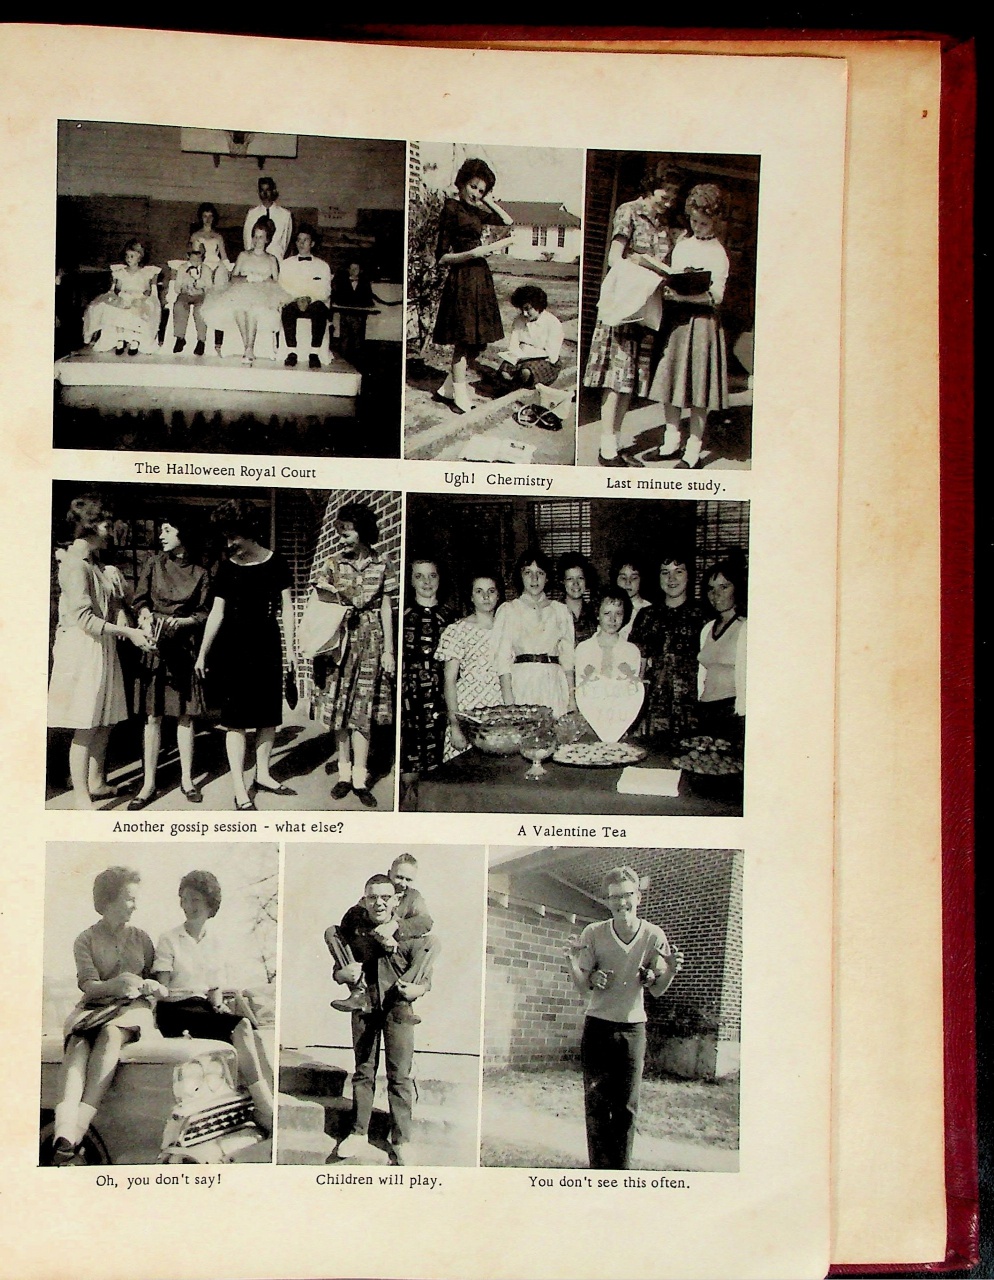 The Halloween Royal Court
Ugh! Chemistry
Last minute study.
Another gossip session - what else?
A Valentine Tea
Oh, you don't say!
Children will play.
You don't see this often.